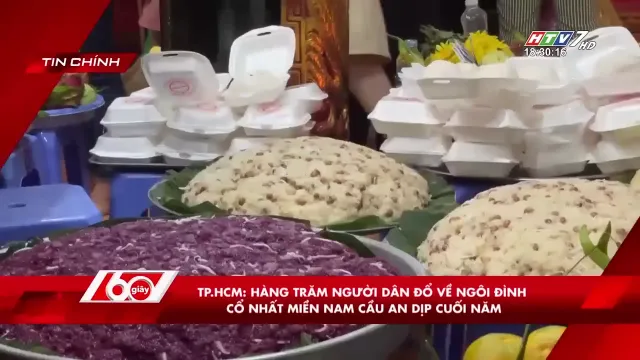 TIN CHÍNH
HTV7 HD
18:30:16
60 giây
TP.HCM: HÀNG TRĂM NGƯỜI DÂN ĐỔ VỀ NGÔI ĐÌNH
CỔ NHẤT MIỀN NAM CẦU AN DỊP CUỐI NĂM